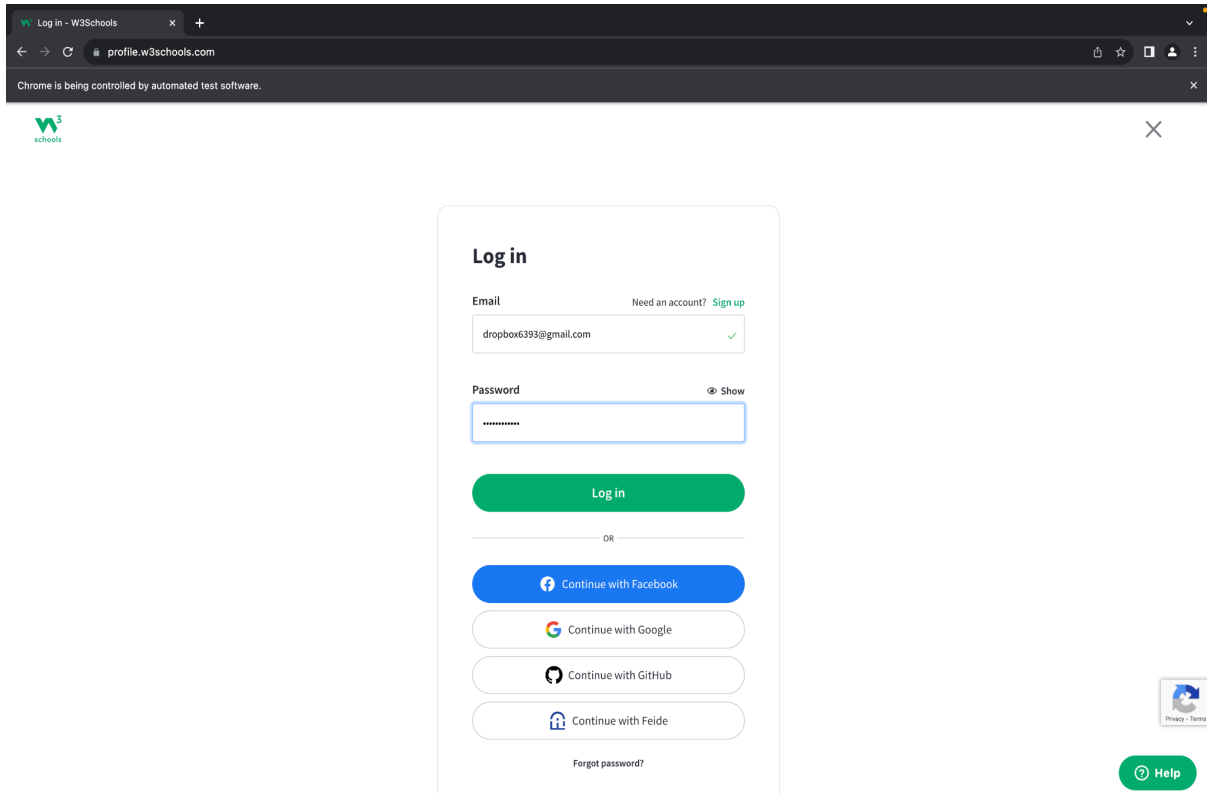 Log in - W3Schools
profile.w3schools.com
Chrome is being controlled by automated test software.
W3
schools
Log in
Email
Need an account? Sign up
dropbox6393@gmail.com
Password
Show
••••••••••••
Log in
OR
Continue with Facebook
Continue with Google
Continue with GitHub
Continue with Feide
Forgot password?
Privacy - Terms
Help